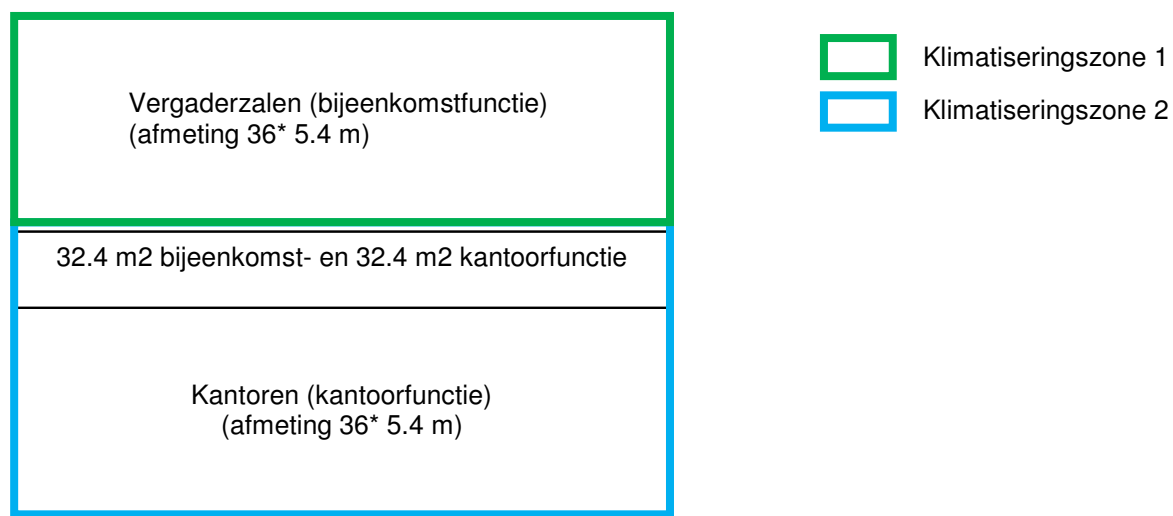 Vergaderzalen (bijeenkomstfunctie)
(afmeting 36* 5.4 m)
32.4 m2 bijeenkomst- en 32.4 m2 kantoorfunctie
Kantoren (kantoorfunctie)
(afmeting 36* 5.4 m)
Klimatiseringszone 1
Klimatiseringszone 2